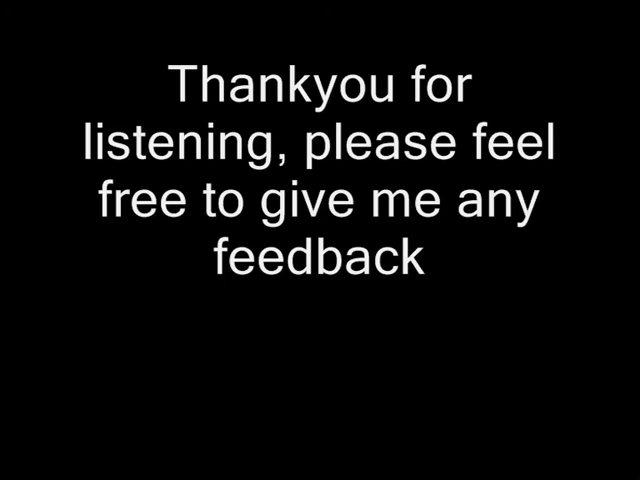 Thankyou for
listening, please feel
free to give me any
feedback